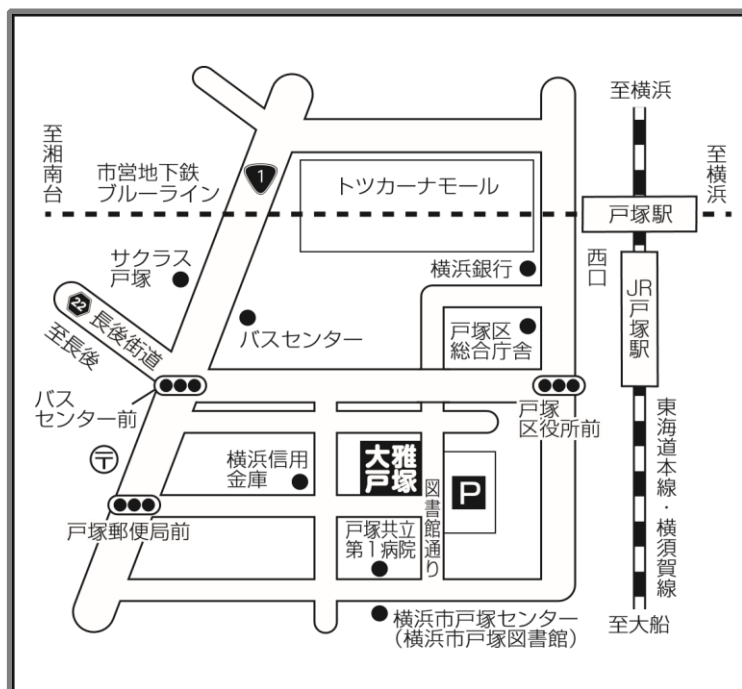 至横浜
至湘南台
市営地下鉄
ブルーライン
1
トツカーナモール
至横浜
戸塚駅
サクラス
戸塚
横浜銀行
西口
JR戸塚駅
22
長後街道
至長後
バスセンター
戸塚区
総合庁舎
バス
センター前
戸塚
区役所前
東海道本線・横須賀線
〒
横浜信用
金庫
雅
大戸塚
P
図書館通り
戸塚郵便局前
戸塚共立
第1病院
横浜市戸塚センター
(横浜市戸塚図書館)
至大船